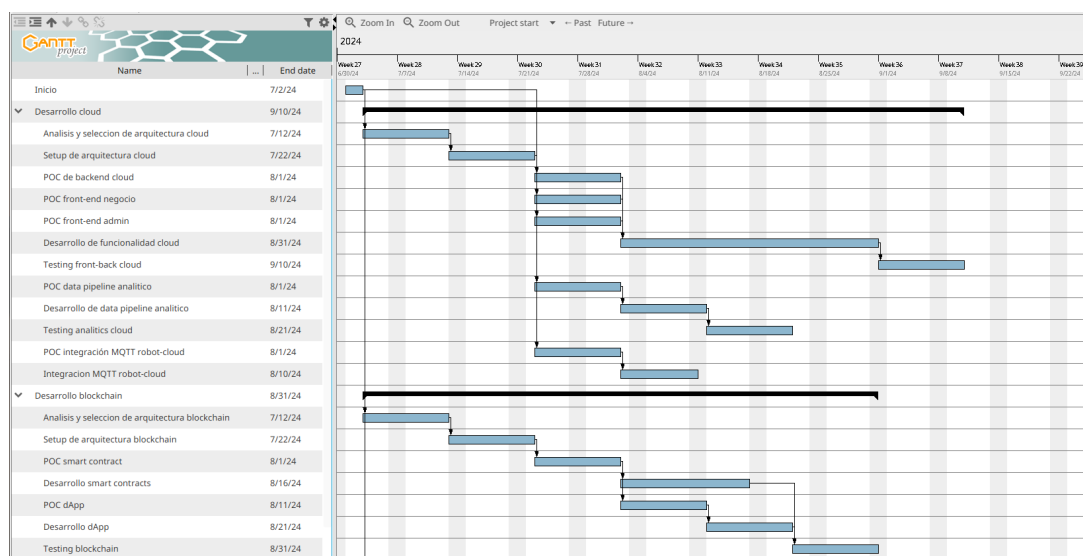 Zoom In Zoom Out Project start ← Past Future →
GANTT project
2024
Name ... End date
Week 27 Week 28 Week 29 Week 30 Week 31 Week 32 Week 33 Week 34 Week 35 Week 36 Week 37 Week 38 Week 39
6/30/24 7/7/24 7/14/24 7/21/24 7/28/24 8/4/24 8/11/24 8/18/24 8/25/24 9/1/24 9/8/24 9/15/24 9/22/24
Inicio 7/2/24
Desarrollo cloud 9/10/24
Analisis y seleccion de arquitectura cloud 7/12/24
Setup de arquitectura cloud 7/22/24
POC de backend cloud 8/1/24
POC front-end negocio 8/1/24
POC front-end admin 8/1/24
Desarrollo de funcionalidad cloud 8/31/24
Testing front-back cloud 9/10/24
POC data pipeline analitico 8/1/24
Desarrollo de data pipeline analitico 8/11/24
Testing analitics cloud 8/21/24
POC integración MQTT robot-cloud 8/1/24
Integracion MQTT robot-cloud 8/10/24
Desarrollo blockchain 8/31/24
Analisis y seleccion de arquitectura blockchain 7/12/24
Setup de arquitectura blockchain 7/22/24
POC smart contract 8/1/24
Desarrollo smart contracts 8/16/24
POC dApp 8/11/24
Desarrollo dApp 8/21/24
Testing blockchain 8/31/24